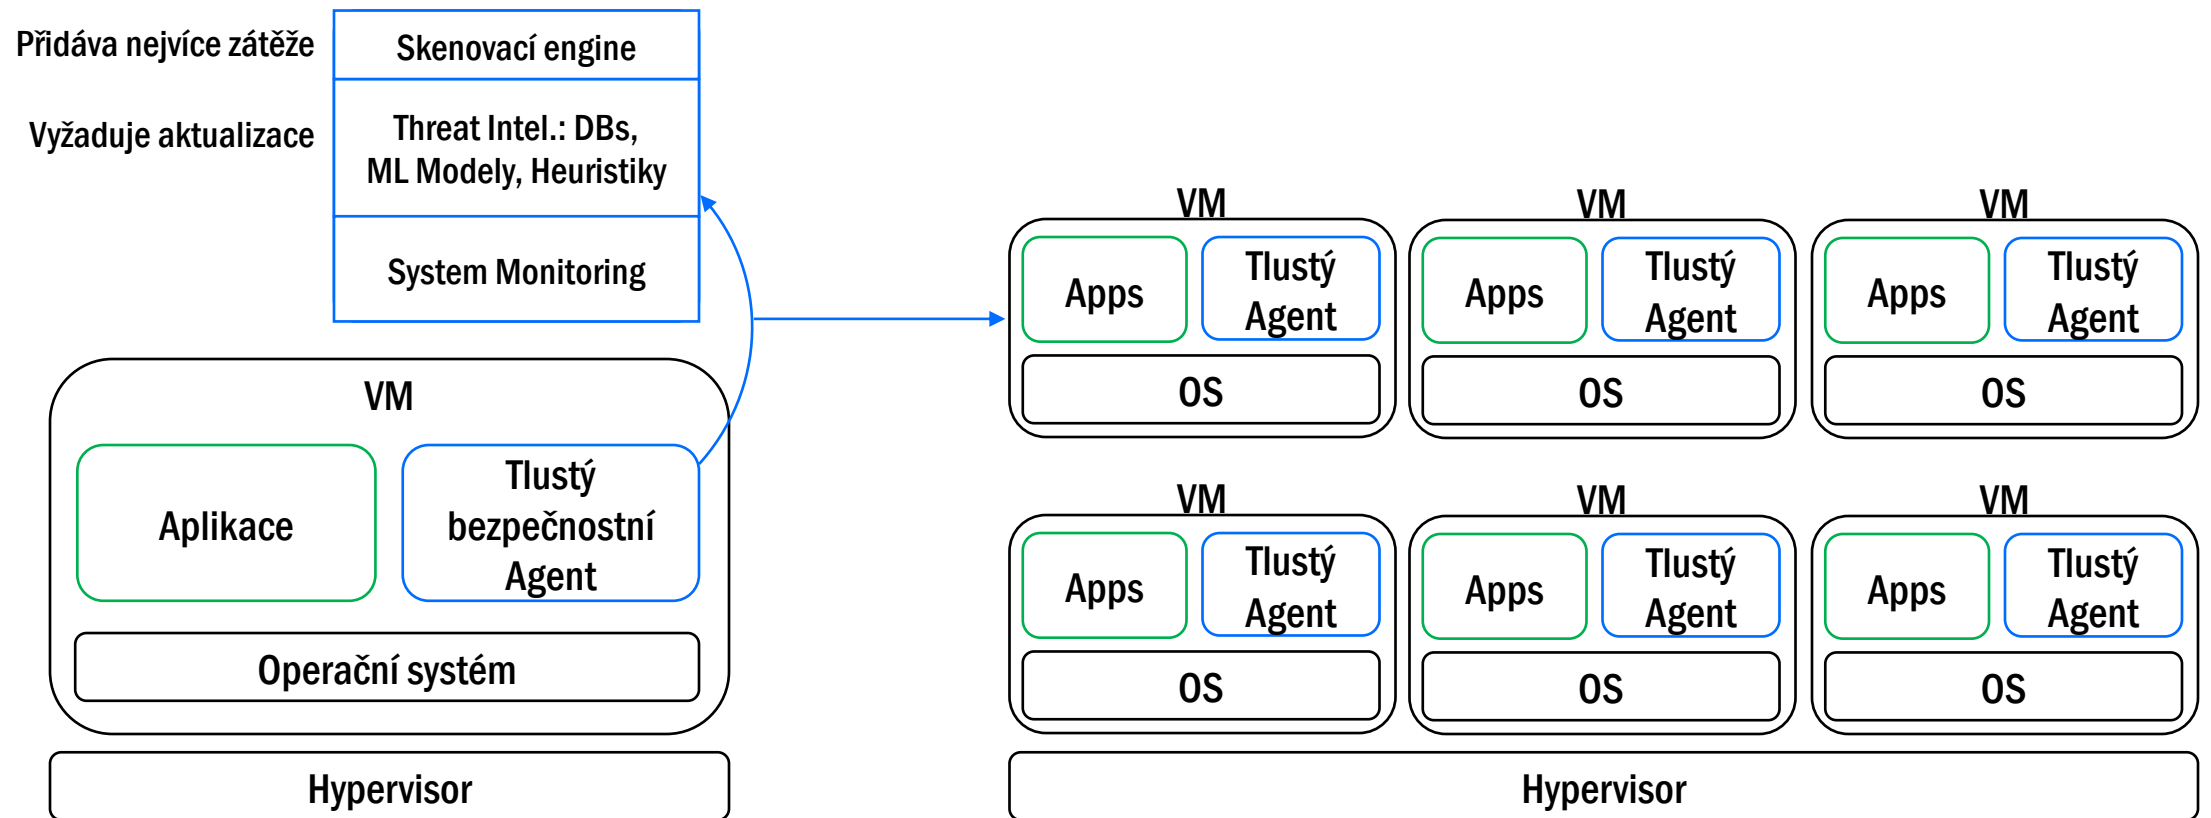 Přidáva nejvíce zátěže
Skenovací engine
Vyžaduje aktualizace
Threat Intel.: DBs,
ML Modely, Heuristiky
System Monitoring
VM
Aplikace
Tlustý
bezpečnostní
Agent
Operační systém
Hypervisor
VM
Apps
Tlustý
Agent
OS
VM
Apps
Tlustý
Agent
OS
VM
Apps
Tlustý
Agent
OS
VM
Apps
Tlustý
Agent
OS
VM
Apps
Tlustý
Agent
OS
VM
Apps
Tlustý
Agent
OS
Hypervisor